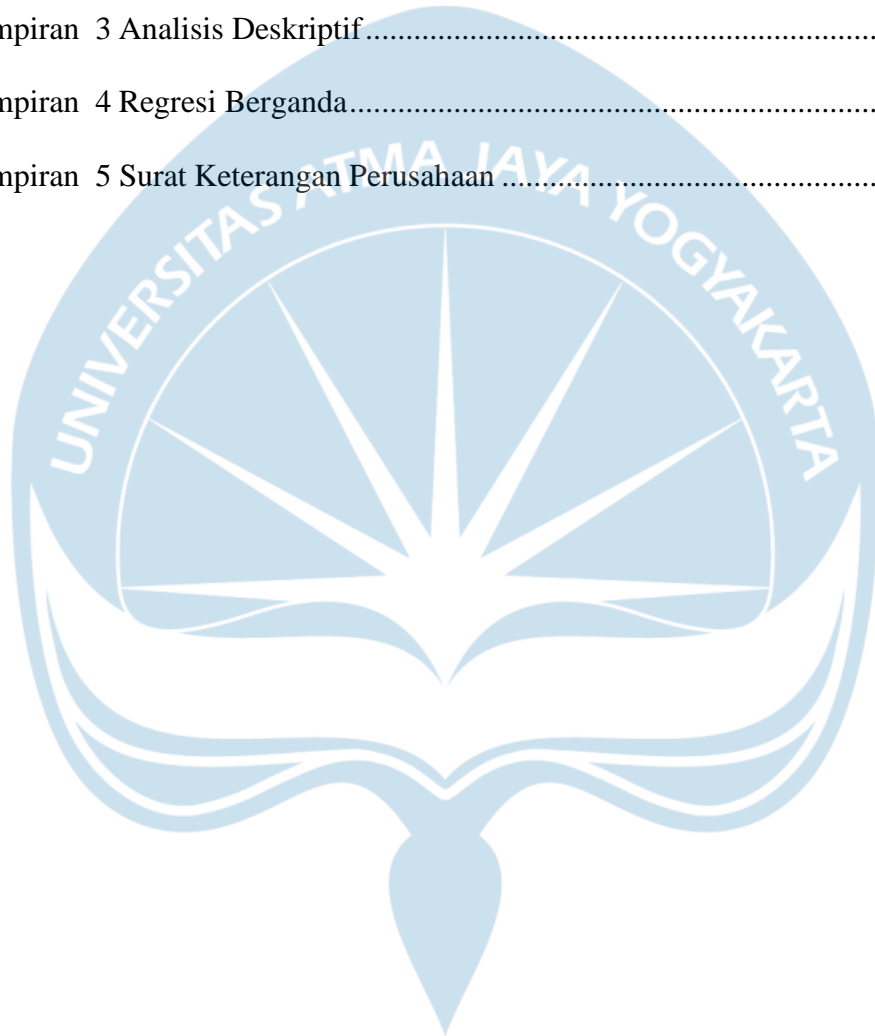 mpiran 3 Analisis Deskriptif....................................................................
mpiran 4 Regresi Berganda......................................................................
mpiran 5 Surat Keterangan Perusahaan ..................................................
UNIVERSITAS ATMA JAYA YOGYAKARTA